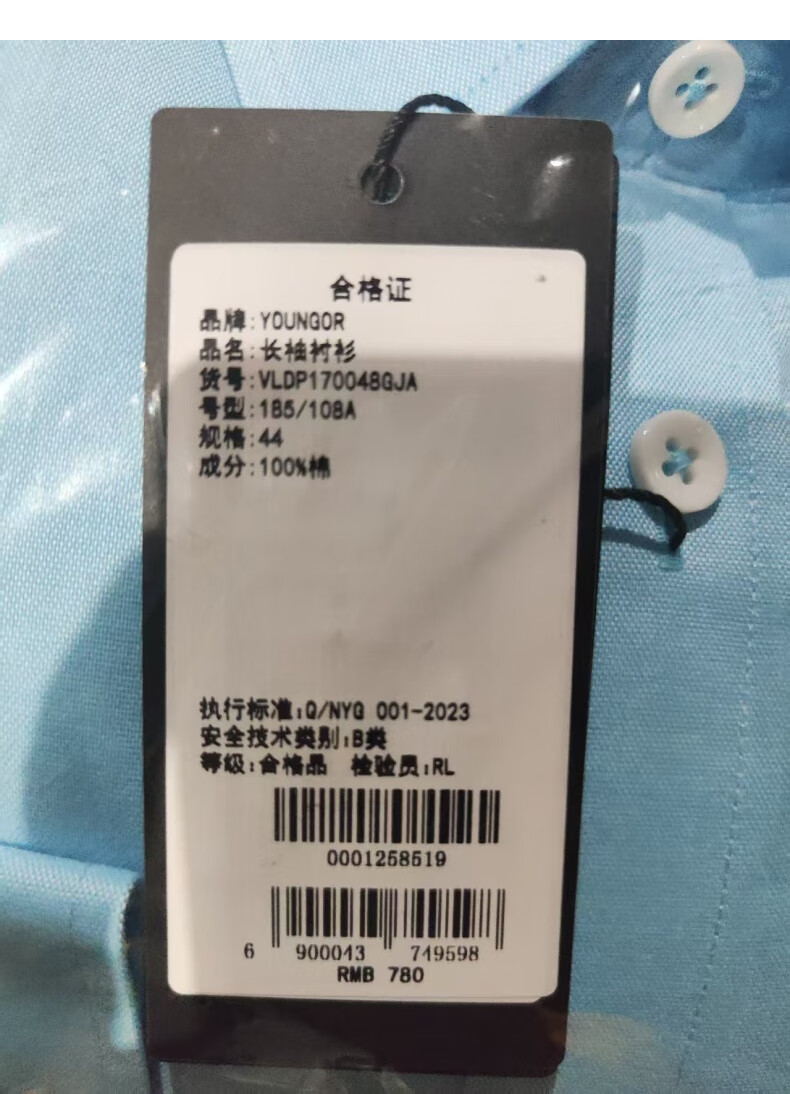 合格证
品牌:YOUNGOR
品名:长袖衬衫
货号:VLDP170048GJA
号型:185/108A
规格:44
成分:100%棉
执行标准:Q/NYG 001-2023
安全技术类别:B类
等级:合格品 检验员:RL
0001258519
6 900043 749598
RMB 780